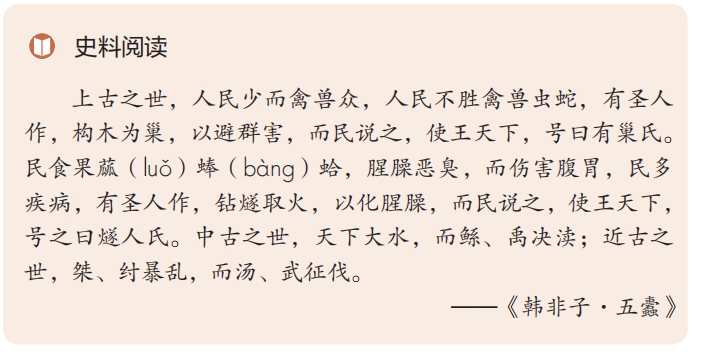 史料阅读
上古之世，人民少而禽兽众，人民不胜禽兽虫蛇，有圣人
作，构木为巢，以避群害，而民说之，使王天下，号曰有巢氏。
民食果蓏（luǒ）蜯（bàng）蛤，腥臊恶臭，而伤害腹胃，民多
疾病，有圣人作，钻燧取火，以化腥臊，而民说之，使王天下，
号之曰燧人氏。中古之世，天下大水，而鲧、禹决渎；近古之
世，桀、纣暴乱，而汤、武征伐。
——《韩非子·五蠹》